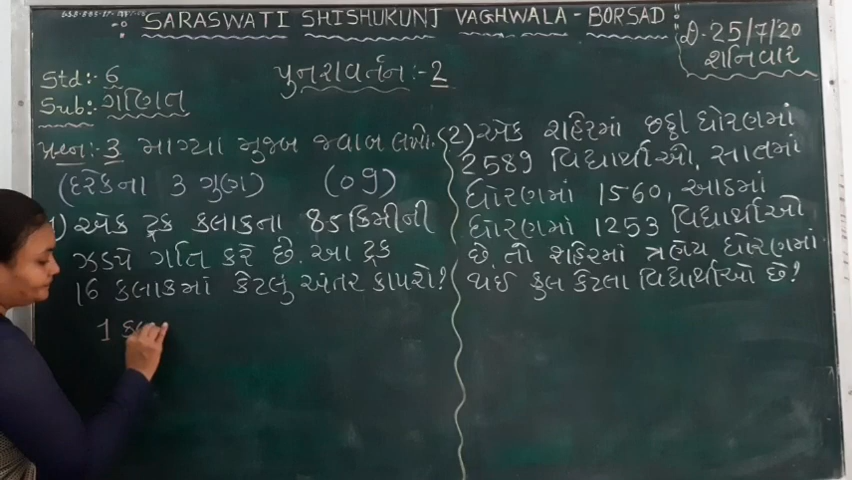 SARASWATI SHISHUKUNJ VAGHWALA - BORSAD
તા. 25/7/20
શનિવાર
Std:- 6
પુનરાવર્તન:- 2
Sub:- ગણિત
પ્રશ્ન:- 3 માગ્યા મુજબ જવાબ લખો.
(દરેકના 3 ગુણ) (09)
1) એક ટ્રક કલાકના 85 કિમીની
ઝડપે ગતિ કરે છે. આ ટ્રક
16 કલાકમાં કેટલું અંતર કાપશે?
1 કલા
(2) એક શહેરમાં છઠ્ઠા ધોરણમાં
2589 વિદ્યાર્થીઓ, સાતમાં
ધોરણમાં 1560, આઠમાં
ધોરણમાં 1253 વિદ્યાર્થીઓ
છે. તો શહેરમાં ત્રણેય ધોરણમાં
થઈ કુલ કેટલા વિદ્યાર્થીઓ છે?